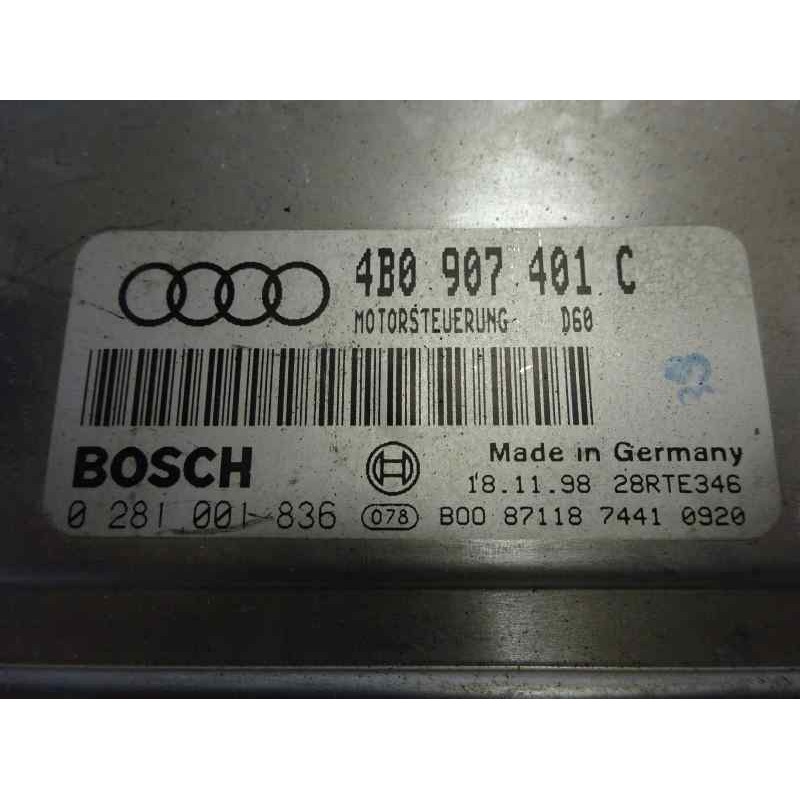 4B0 907 401 C
MOTORSTEUERUNG D60
BOSCH
Made in Germany
18.11.98 28RTE346
0 281 001 836 078 B00 87118 7441 0920